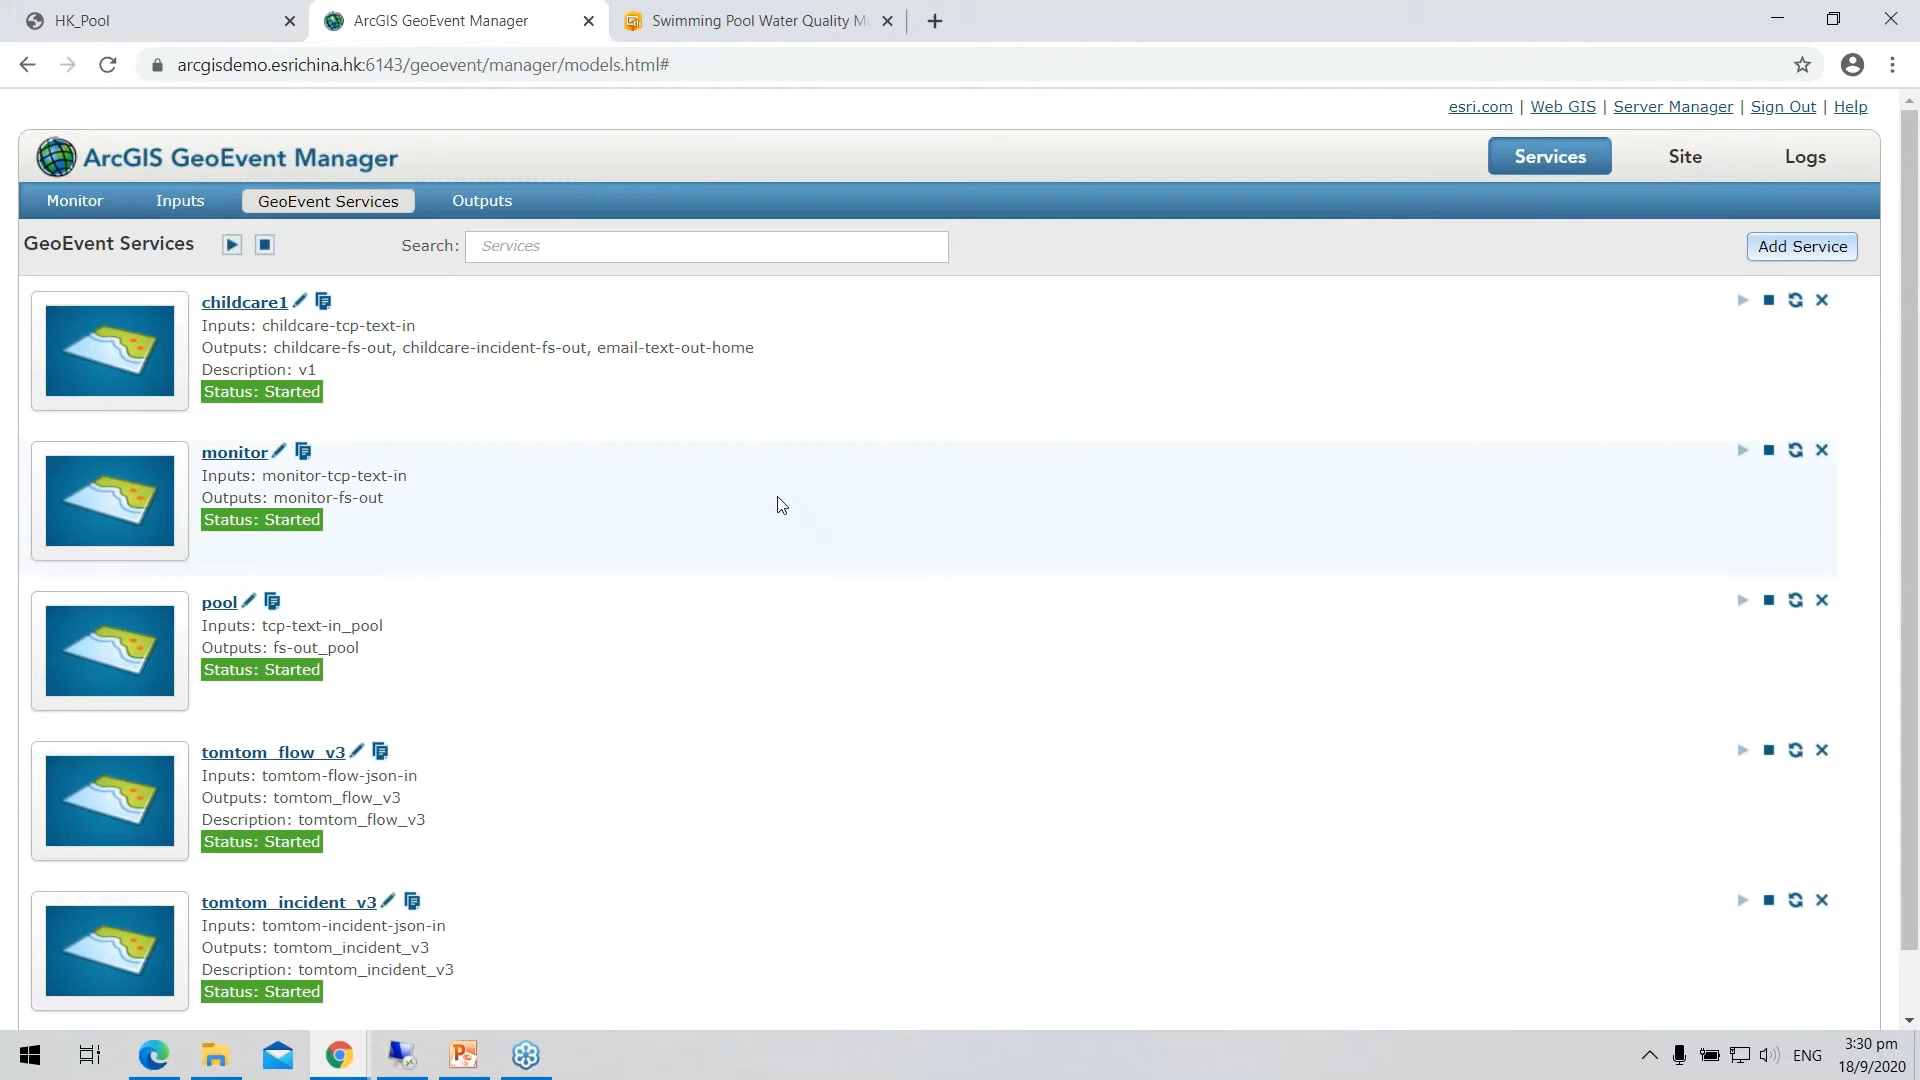 HK_Pool
ArcGIS GeoEvent Manager
Swimming Pool Water Quality M
arcgisdemo.esrichina.hk:6143/geoevent/manager/models.html#
esri.com | Web GIS | Server Manager | Sign Out | Help
ArcGIS GeoEvent Manager
Services
Site
Logs
Monitor
Inputs
GeoEvent Services
Outputs
GeoEvent Services
Search:
Services
Add Service
childcare1
Inputs: childcare-tcp-text-in
Outputs: childcare-fs-out, childcare-incident-fs-out, email-text-out-home
Description: v1
Status: Started
monitor
Inputs: monitor-tcp-text-in
Outputs: monitor-fs-out
Status: Started
pool
Inputs: tcp-text-in_pool
Outputs: fs-out_pool
Status: Started
tomtom_flow_v3
Inputs: tomtom-flow-json-in
Outputs: tomtom_flow_v3
Description: tomtom_flow_v3
Status: Started
tomtom_incident_v3
Inputs: tomtom-incident-json-in
Outputs: tomtom_incident_v3
Description: tomtom_incident_v3
Status: Started
ENG
3:30 pm
18/9/2020